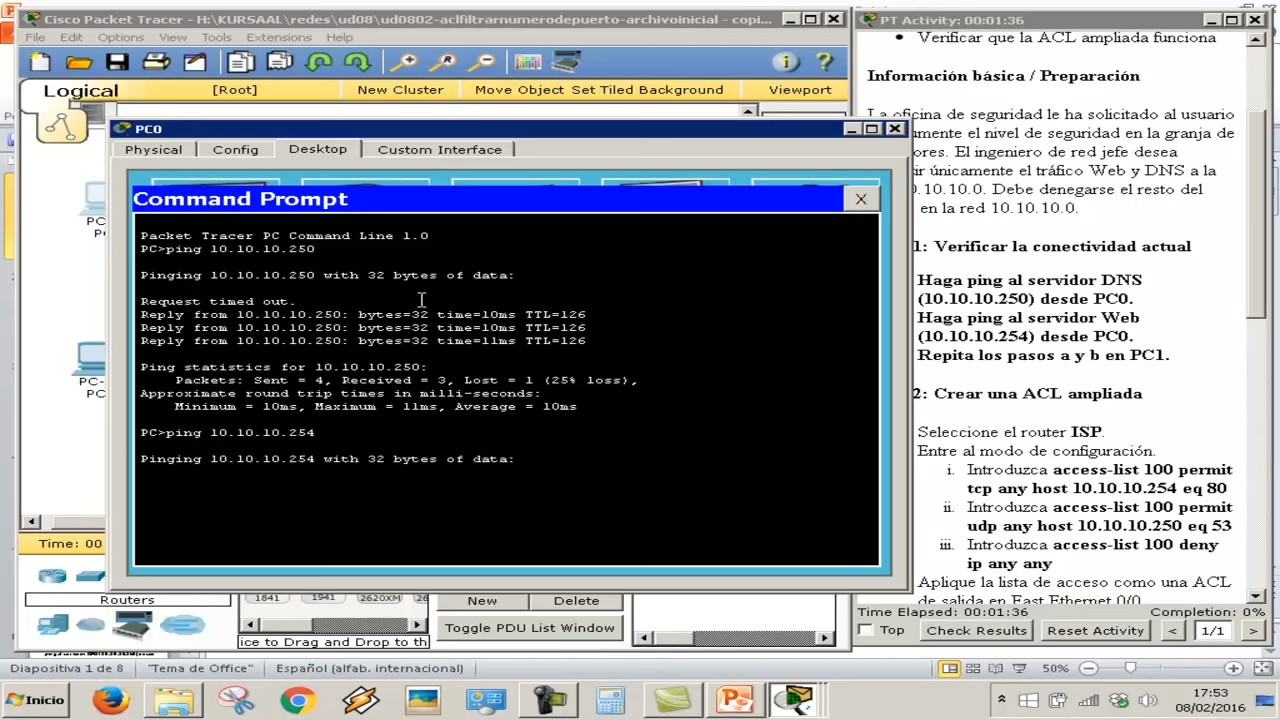 Cisco Packet Tracer - H:\KURSAAL\redes\ud08\ud0802-aclfiltrarnumerodepuerto-archivoinicial - copi...
File Edit Options View Tools Extensions Help
Logical [Root] New Cluster Move Object Set Tiled Background Viewport
PC0
Physical Config Desktop Custom Interface
Command Prompt X
Packet Tracer PC Command Line 1.0
PC>ping 10.10.10.250
Pinging 10.10.10.250 with 32 bytes of data:
Request timed out.
Reply from 10.10.10.250: bytes=32 time=10ms TTL=126
Reply from 10.10.10.250: bytes=32 time=10ms TTL=126
Reply from 10.10.10.250: bytes=32 time=11ms TTL=126
Ping statistics for 10.10.10.250:
Packets: Sent = 4, Received = 3, Lost = 1 (25% loss),
Approximate round trip times in milli-seconds:
Minimum = 10ms, Maximum = 11ms, Average = 10ms
PC>ping 10.10.10.254
Pinging 10.10.10.254 with 32 bytes of data:
Time: 00
Routers
1841 1941 2620XM 26
New Delete
Toggle PDU List Window
ice to Drag and Drop to th
PT Activity: 00:01:36
• Verificar que la ACL ampliada funciona
Información básica / Preparación
La oficina de seguridad le ha solicitado al usuario
umente el nivel de seguridad en la granja de
ores. El ingeniero de red jefe desea
ir únicamente el tráfico Web y DNS a la
10.10.10.0. Debe denegarse el resto del
en la red 10.10.10.0.
1: Verificar la conectividad actual
Haga ping al servidor DNS
(10.10.10.250) desde PC0.
Haga ping al servidor Web
(10.10.10.254) desde PC0.
Repita los pasos a y b en PC1.
2: Crear una ACL ampliada
Seleccione el router ISP.
Entre al modo de configuración.
i. Introduzca access-list 100 permit
tcp any host 10.10.10.254 eq 80
ii. Introduzca access-list 100 permit
udp any host 10.10.10.250 eq 53
iii. Introduzca access-list 100 deny
ip any any
Aplique la lista de acceso como una ACL
de salida en Fast Ethernet 0/0
Time Elapsed: 00:01:36 Completion: 0%
Top Check Results Reset Activity < 1/1 >
Diapositiva 1 de 8 "Tema de Office" Español (alfab. internacional) 50%
Inicio
17:53
08/02/2016